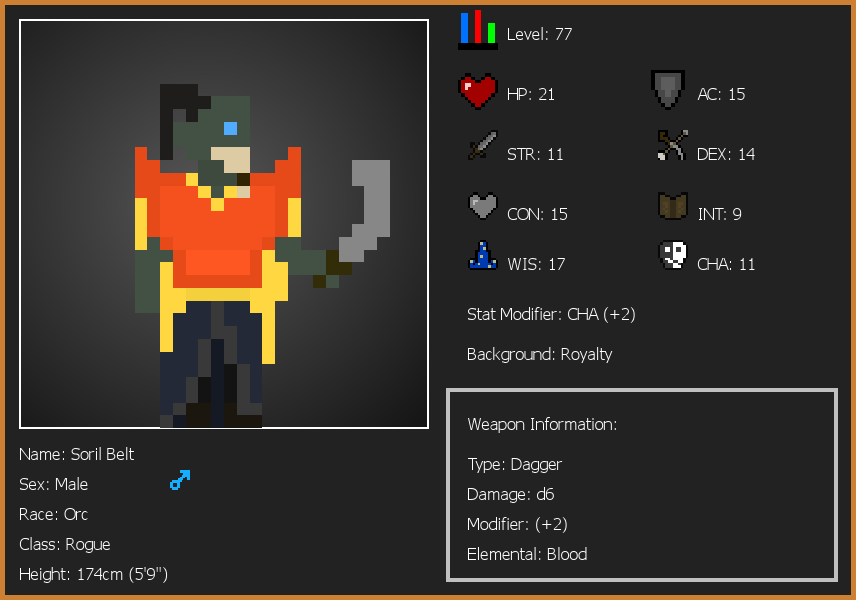 Level: 77
HP: 21
AC: 15
STR: 11
DEX: 14
CON: 15
INT: 9
WIS: 17
CHA: 11
Stat Modifier: CHA (+2)
Background: Royalty
Weapon Information:
Type: Dagger
Damage: d6
Modifier: (+2)
Elemental: Blood
Name: Soril Belt
Sex: Male
Race: Orc
Class: Rogue
Height: 174cm (5'9")